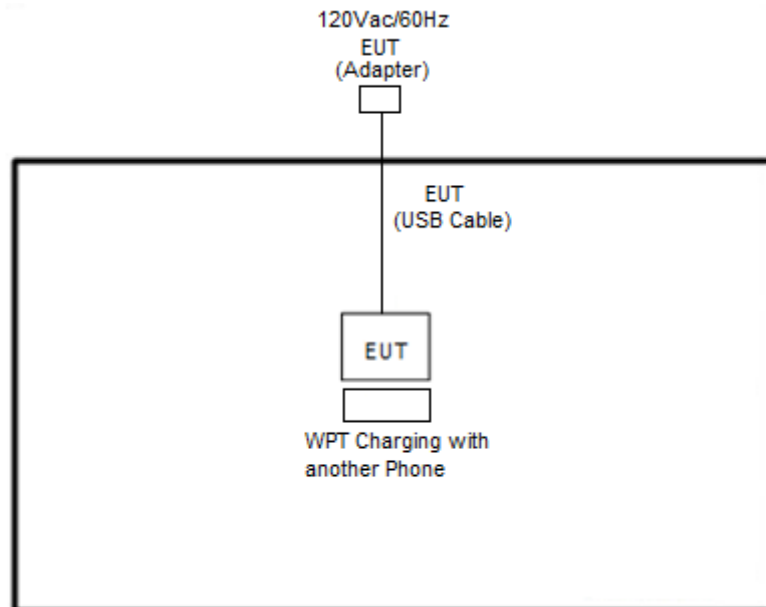 120Vac/60Hz
EUT
(Adapter)
EUT
(USB Cable)
EUT
WPT Charging with
another Phone